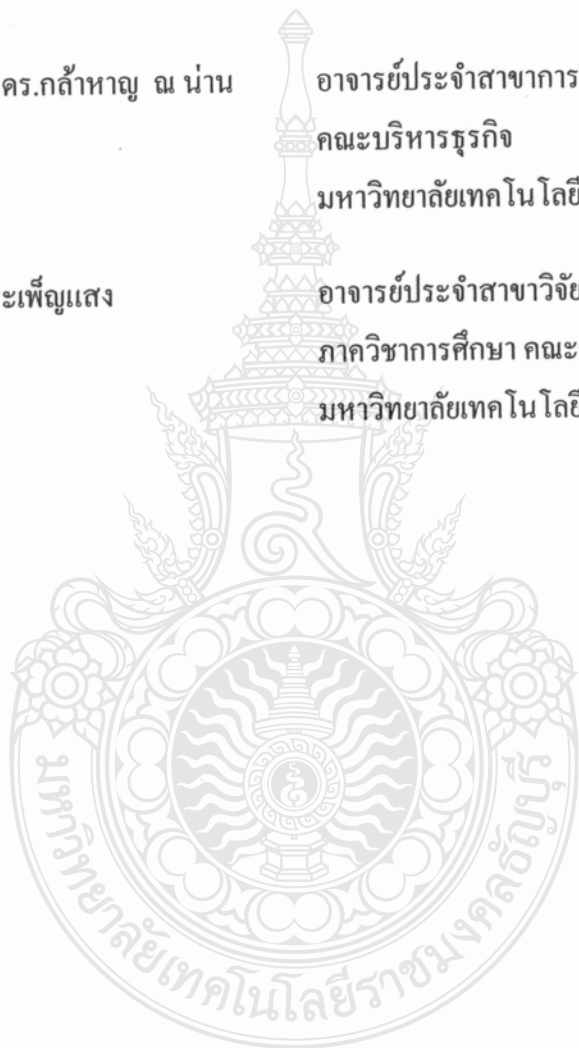 ดร.กล้าหาญ ณ น่าน อาจารย์ประจำสาขาการ
คณะบริหารธุรกิจ
มหาวิทยาลัยเทคโนโลยี
ะเพ็ญแสง อาจารย์ประจำสาขาวิจัย
ภาควิชาการศึกษา คณะ
มหาวิทยาลัยเทคโนโลยี
มหาวิทยาลัยเทคโนโลยีราชมงคลธัญบุรี